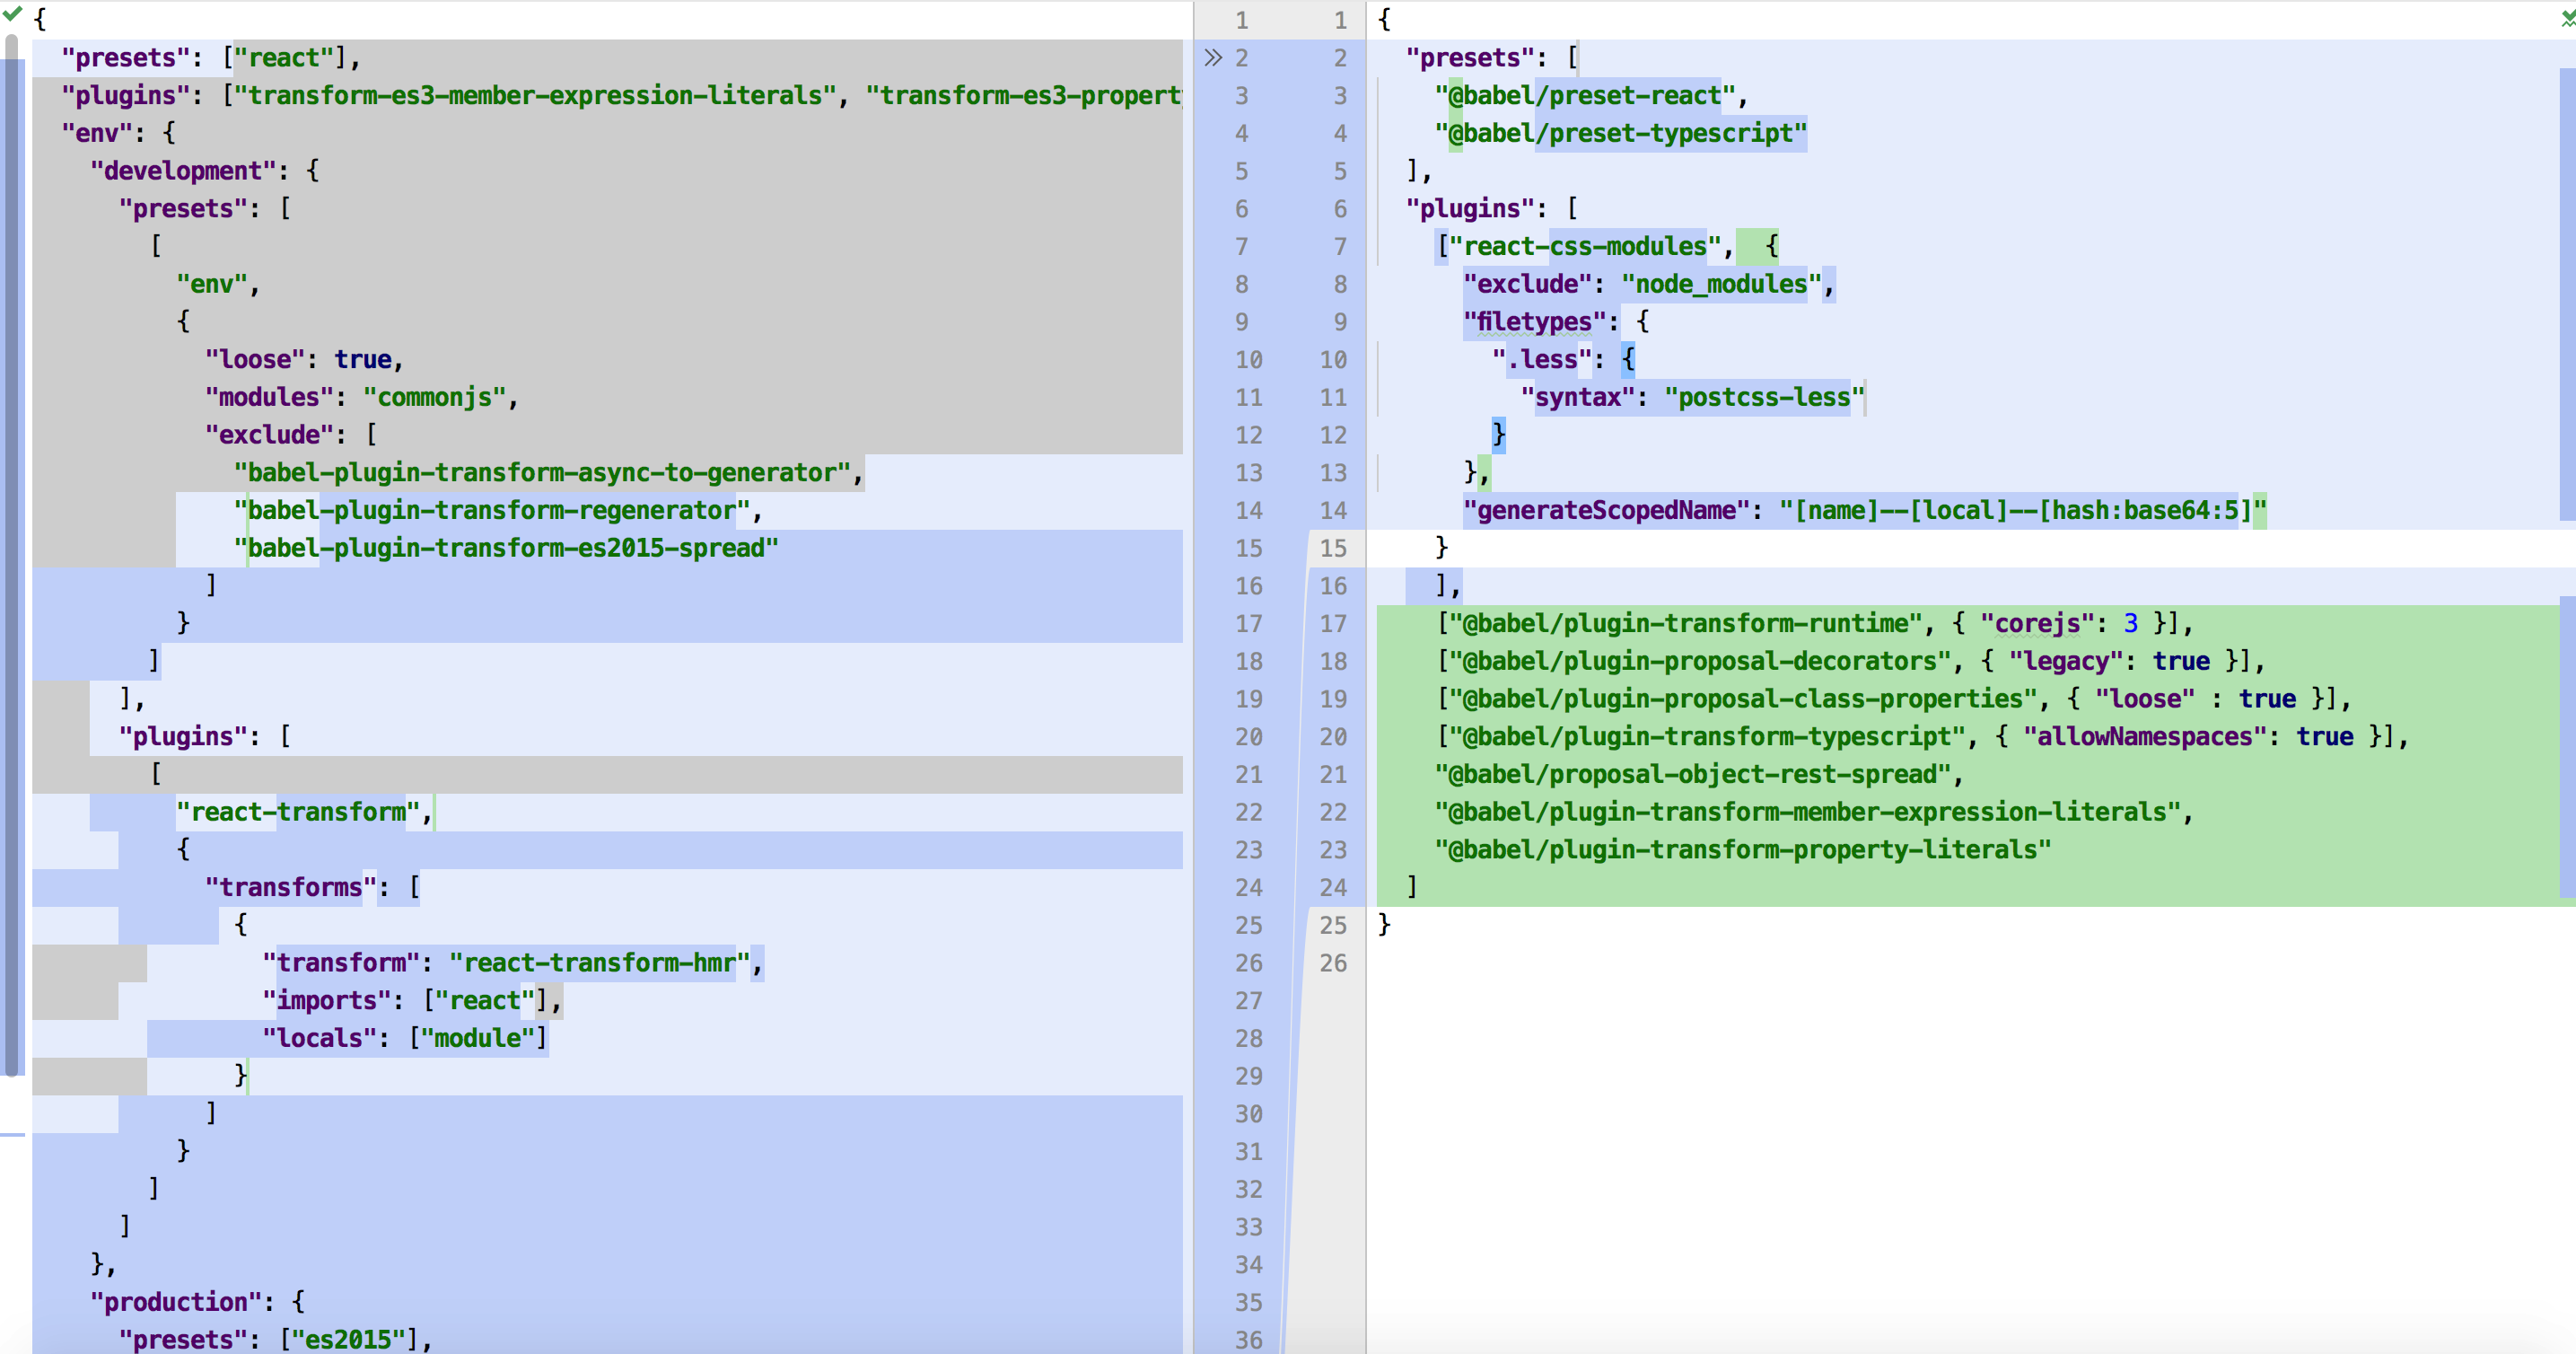 {
  "presets": ["react"],
  "plugins": ["transform-es3-member-expression-literals", "transform-es3-propert
  "env": {
    "development": {
      "presets": [
        [
          "env",
          {
            "loose": true,
            "modules": "commonjs",
            "exclude": [
              "babel-plugin-transform-async-to-generator",
              "babel-plugin-transform-regenerator",
              "babel-plugin-transform-es2015-spread"
            ]
          }
        ]
      ],
      "plugins": [
        [
          "react-transform",
          {
            "transforms": [
              {
                "transform": "react-transform-hmr",
                "imports": ["react"],
                "locals": ["module"]
              }
            ]
          }
        ]
      ]
    },
    "production": {
      "presets": ["es2015"],
1 1
2 2
3 3
4 4
5 5
6 6
7 7
8 8
9 9
10 10
11 11
12 12
13 13
14 14
15 15
16 16
17 17
18 18
19 19
20 20
21 21
22 22
23 23
24 24
25 25
26 26
27
28
29
30
31
32
33
34
35
36
{
  "presets": [
    "@babel/preset-react",
    "@babel/preset-typescript"
  ],
  "plugins": [
    ["react-css-modules",  {
      "exclude": "node_modules",
      "filetypes": {
        ".less": {
          "syntax": "postcss-less"
        }
      },
      "generateScopedName": "[name]--[local]--[hash:base64:5]"
    }
    ],
    ["@babel/plugin-transform-runtime", { "corejs": 3 }],
    ["@babel/plugin-proposal-decorators", { "legacy": true }],
    ["@babel/plugin-proposal-class-properties", { "loose" : true }],
    ["@babel/plugin-transform-typescript", { "allowNamespaces": true }],
    "@babel/proposal-object-rest-spread",
    "@babel/plugin-transform-member-expression-literals",
    "@babel/plugin-transform-property-literals"
  ]
}